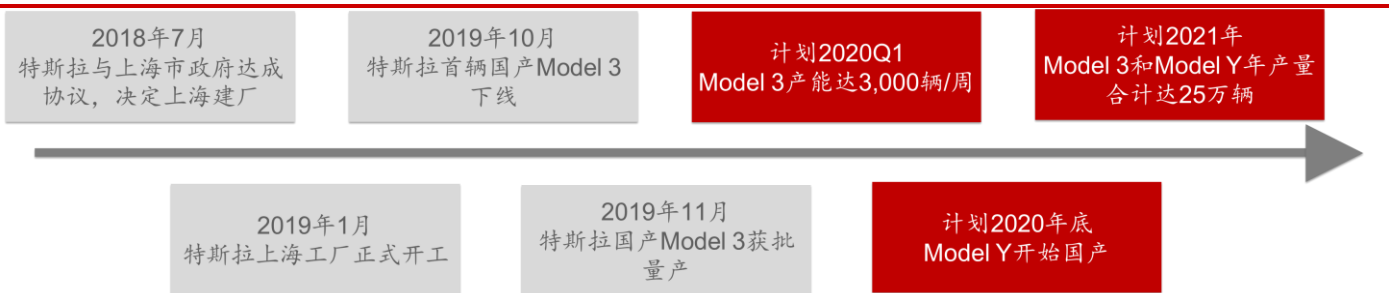 2018年7月
特斯拉与上海市政府达成
协议，决定上海建厂
2019年10月
特斯拉首辆国产Model 3
下线
计划2020Q1
Model 3产能达3,000辆/周
计划2021年
Model 3和Model Y年产量
合计达25万辆
2019年1月
特斯拉上海工厂正式开工
2019年11月
特斯拉国产Model 3获批
量产
计划2020年底
Model Y开始国产